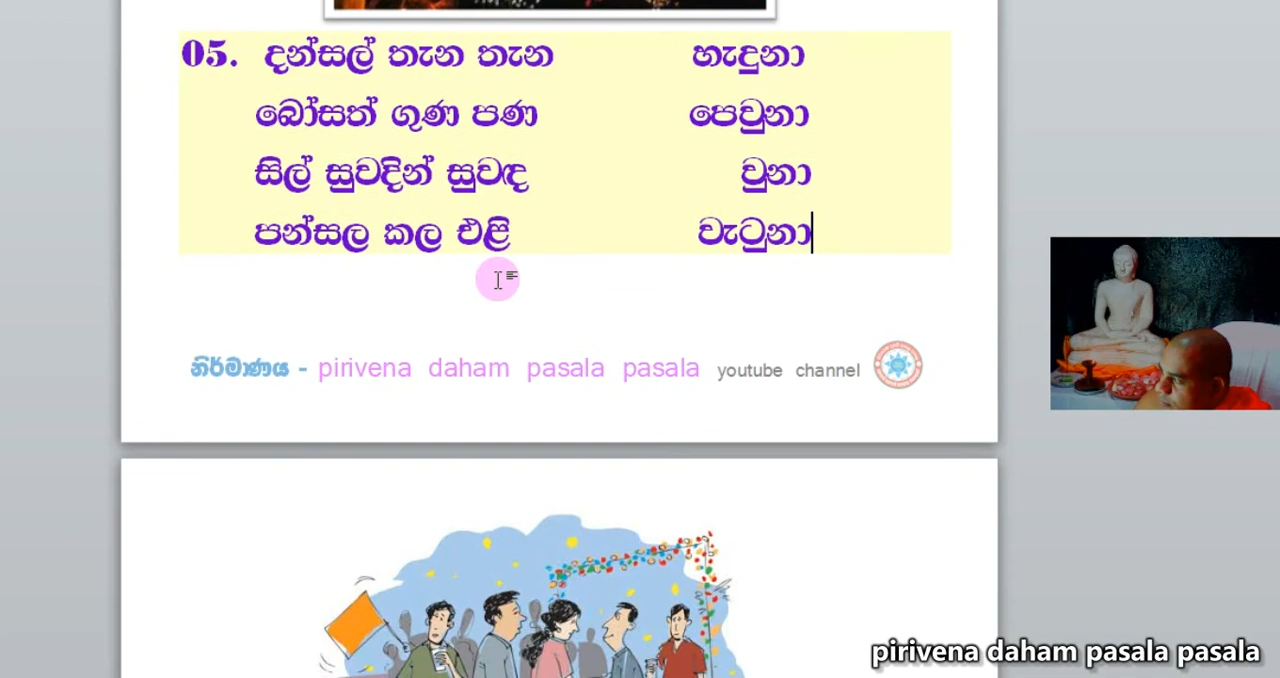 05. දන්සල් තැන තැන හැදුනා
බෝසත් ගුණ පණ පෙවුනා
සිල් සුවදින් සුවඳ වුනා
පන්සල කල එළි වැටුනා
නිර්මාණය - pirivena daham pasala pasala youtube channel
pirivena daham pasala pasala